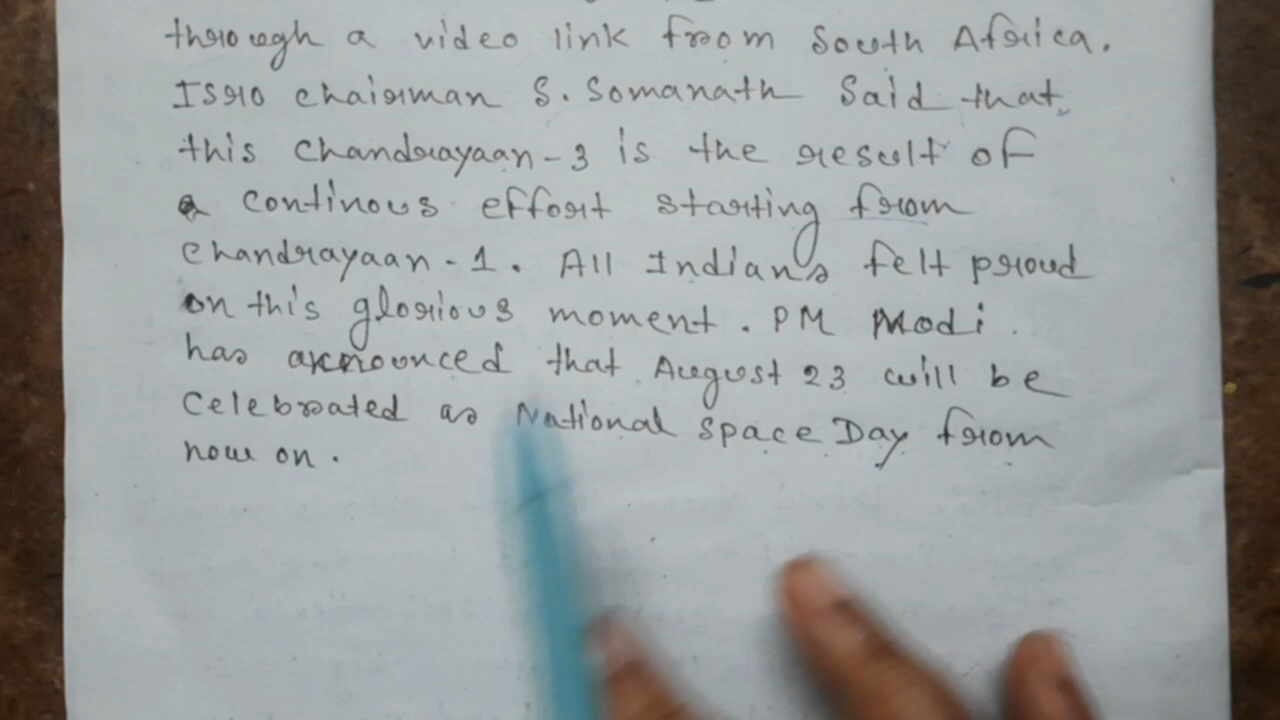 through a video link from South Africa.
Isro chairman S. Somanath Said that
this Chandrayaan-3 is the result of
a continous effort starting from
Chandrayaan-1. All Indians felt proud
on this glorious moment. PM Modi
has announced that August 23 will be
celebrated as National Space Day from
now on.